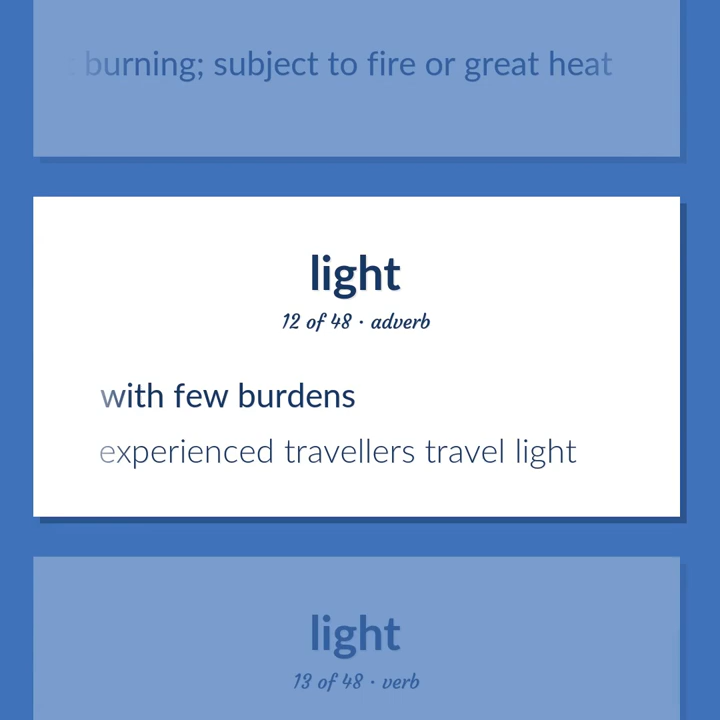 burning; subject to fire or great heat
light
12 of 48 · adverb
with few burdens
experienced travellers travel light
light
13 of 48 · verb